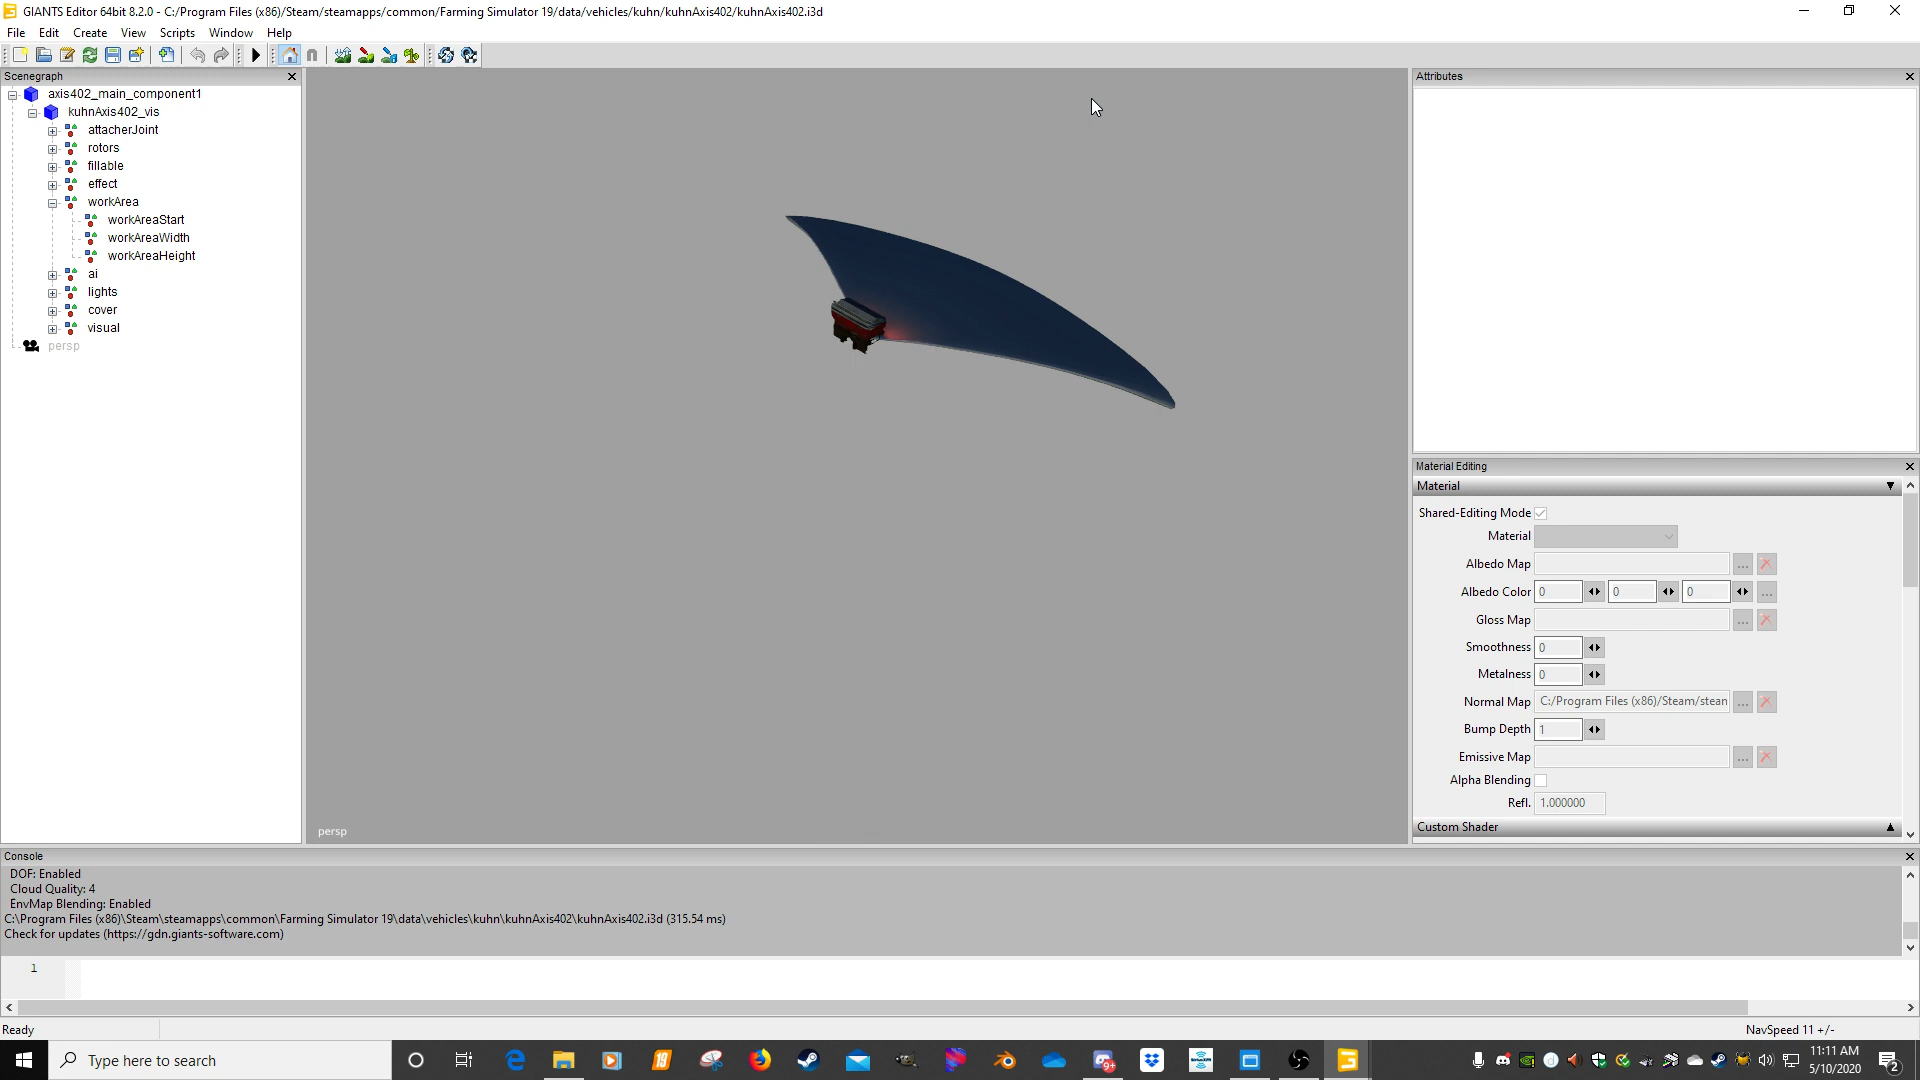 GIANTS Editor 64bit 8.2.0 - C:/Program Files (x86)/Steam/steamapps/common/Farming Simulator 19/data/vehicles/kuhn/kuhnAxis402/kuhnAxis402.i3d
File Edit Create View Scripts Window Help
Scenegraph
axis402_main_component1
kuhnAxis402_vis
attacherJoint
rotors
fillable
effect
workArea
workAreaStart
workAreaWidth
workAreaHeight
ai
lights
cover
visual
persp
persp
Attributes
Material Editing
Material
Shared-Editing Mode
Material
Albedo Map
Albedo Color 0 0 0
Gloss Map
Smoothness 0
Metalness 0
Normal Map C:/Program Files (x86)/Steam/stean
Bump Depth 1
Emissive Map
Alpha Blending
Refl. 1.000000
Custom Shader
Console
DOF: Enabled
Cloud Quality: 4
EnvMap Blending: Enabled
C:\Program Files (x86)\Steam\steamapps\common\Farming Simulator 19\data\vehicles\kuhn\kuhnAxis402\kuhnAxis402.i3d (315.54 ms)
Check for updates (https://gdn.giants-software.com)
1
Ready
NavSpeed 11 +/-
Type here to search
19
9+
11:11 AM
5/10/2020
2